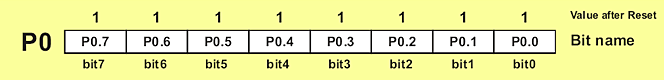 1 1 1 1 1 1 1 1 Value after Reset
P0 P0.7 P0.6 P0.5 P0.4 P0.3 P0.2 P0.1 P0.0 Bit name
bit7 bit6 bit5 bit4 bit3 bit2 bit1 bit0